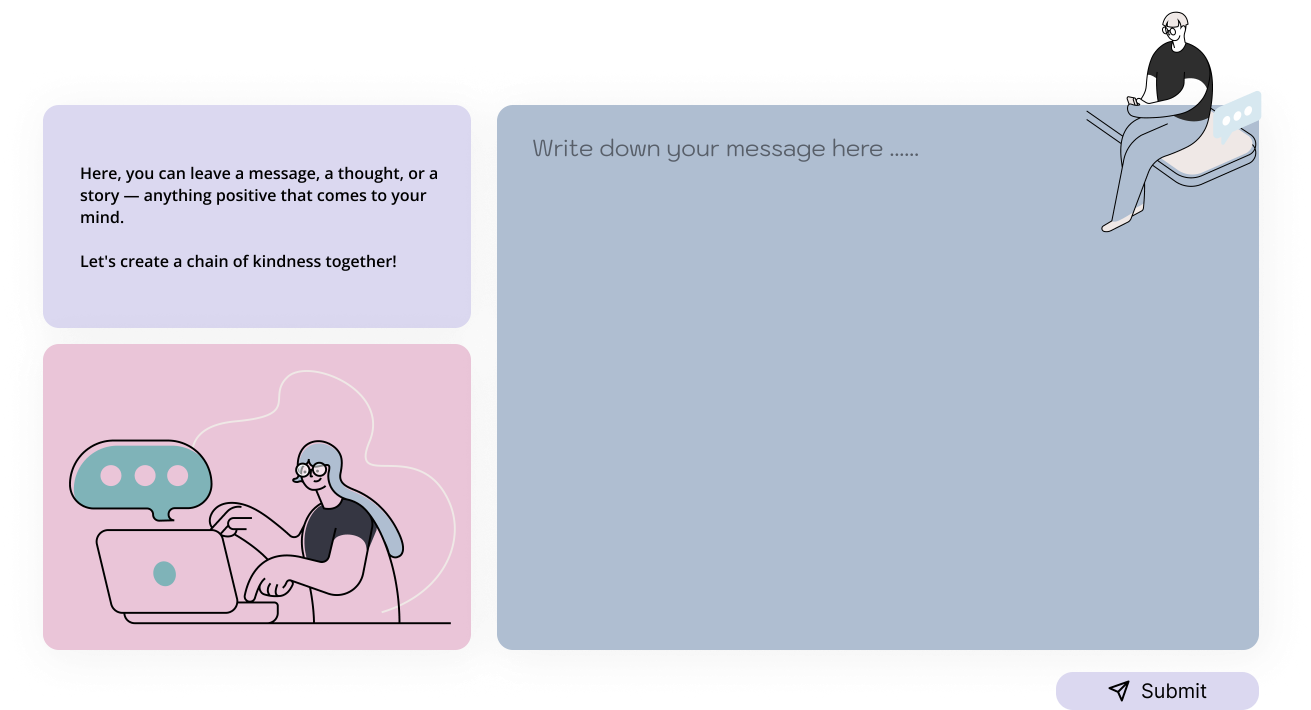 Here, you can leave a message, a thought, or a
story — anything positive that comes to your
mind.
Let's create a chain of kindness together!
Write down your message here ......
Submit